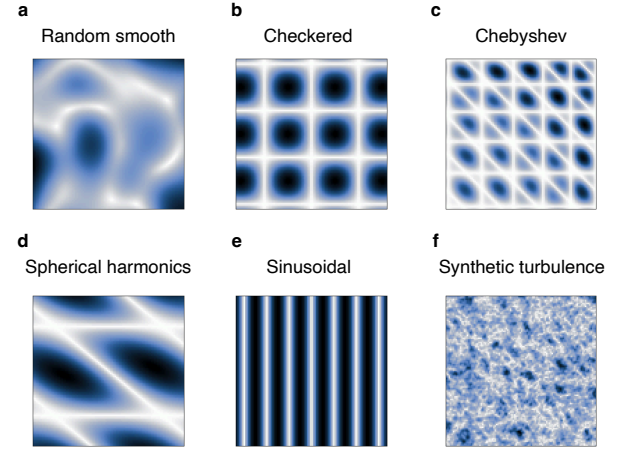 a
Random smooth
b
Checkered
c
Chebyshev
d
Spherical harmonics
e
Sinusoidal
f
Synthetic turbulence